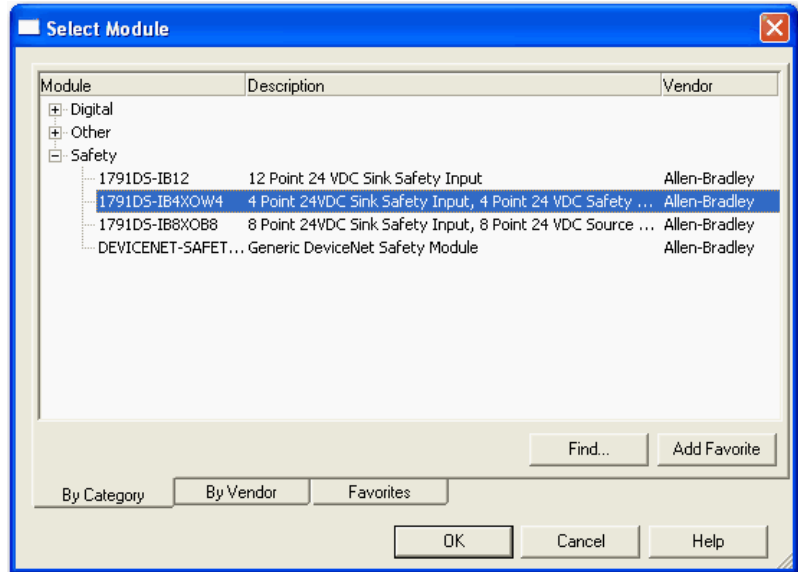 Select Module
Module Description Vendor
Digital
Other
Safety
1791DS-IB12 12 Point 24 VDC Sink Safety Input Allen-Bradley
1791DS-IB4XOW4 4 Point 24VDC Sink Safety Input, 4 Point 24 VDC Safety ... Allen-Bradley
1791DS-IB8XOB8 8 Point 24VDC Sink Safety Input, 8 Point 24 VDC Source ... Allen-Bradley
DEVICENET-SAFET... Generic DeviceNet Safety Module Allen-Bradley
Find... Add Favorite
By Category By Vendor Favorites
OK Cancel Help